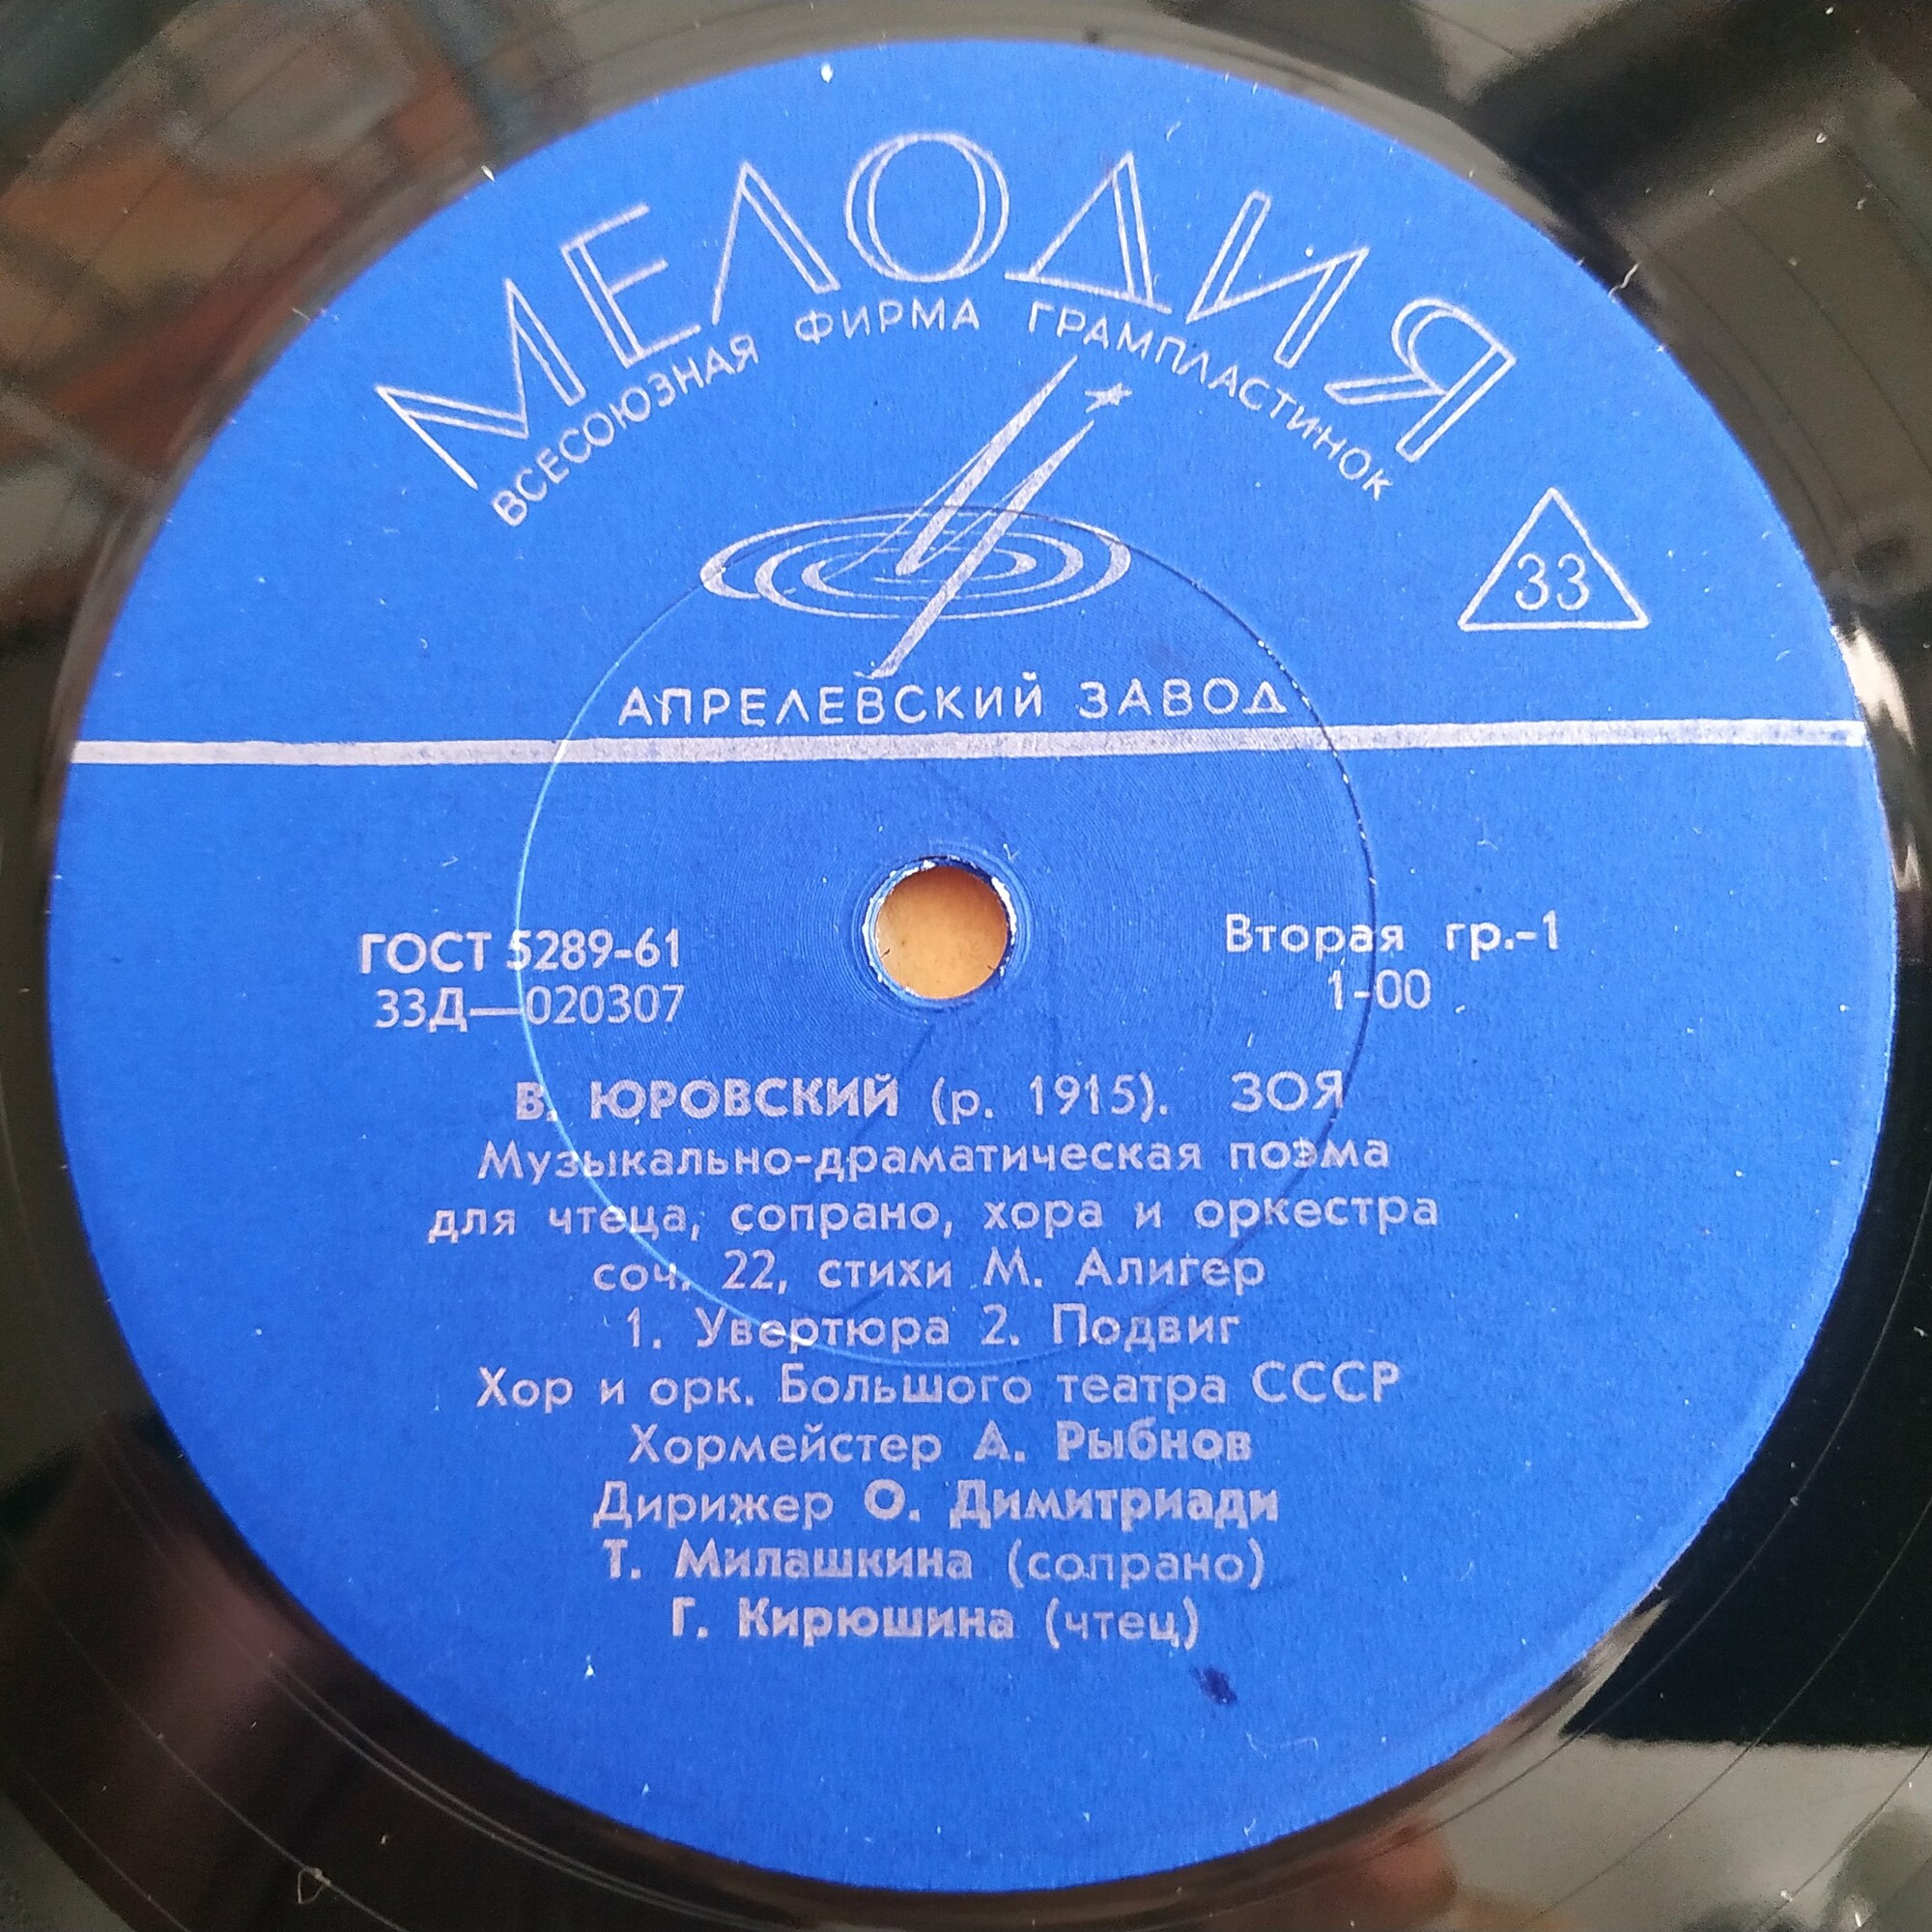 МЕЛОДИЯ
ВСЕСОЮЗНАЯ ФИРМА ГРАМПЛАСТИНОК
33
АПРЕЛЕВСКИЙ ЗАВОД
ГОСТ 5289-61
33Д—020307
Вторая гр.-1
1-00
В. ЮРОВСКИЙ (р. 1915). ЗОЯ
Музыкально-драматическая поэма
для чтеца, сопрано, хора и оркестра
соч. 22, стихи М. Алигер
1. Увертюра 2. Подвиг
Хор и орк. Большого театра СССР
Хормейстер А. Рыбнов
Дирижер О. Димитриади
Т. Милашкина (сопрано)
Г. Кирюшина (чтец)